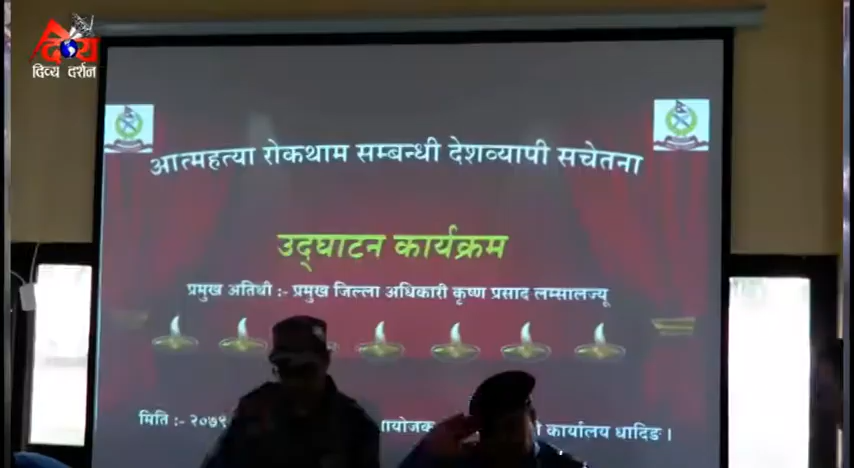 दिव्य
दिव्य दर्शन
आत्महत्या रोकथाम सम्बन्धी देशव्यापी सचेतना
उद्घाटन कार्यक्रम
प्रमुख अतिथी :- प्रमुख जिल्ला अधिकारी कृष्ण प्रसाद लम्सालज्यू
मिति :- २०७९ कार्यालय धादिङ ।